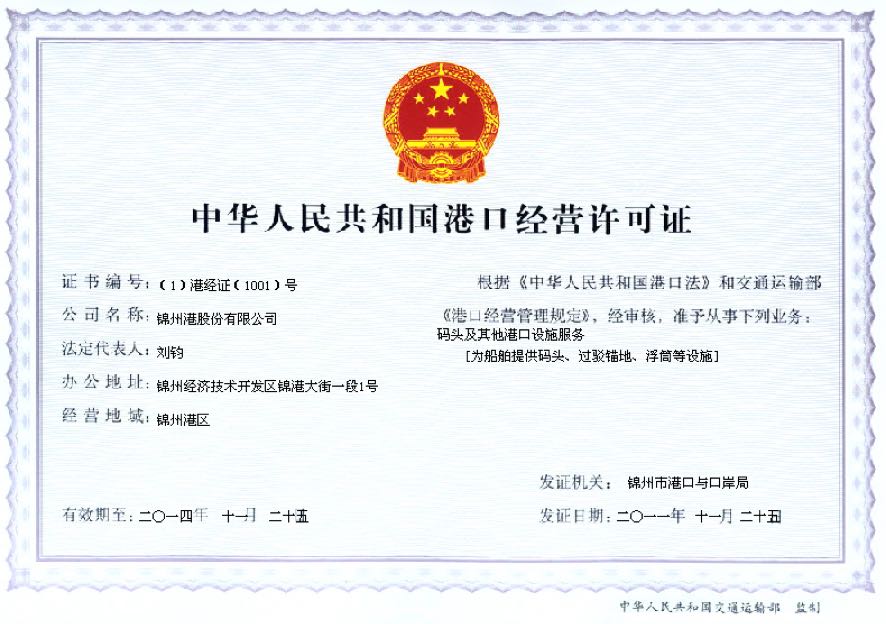 中华人民共和国港口经营许可证
证书编号：（1）港经证（1001）号
公司名称：锦州港股份有限公司
法定代表人：刘钧
办公地址：锦州经济技术开发区锦港大街一段1号
经营地域：锦州港区
根据《中华人民共和国港口法》和交通运输部
《港口经营管理规定》，经审核，准予从事下列业务：
码头及其他港口设施服务
[为船舶提供码头、过驳锚地、浮筒等设施]
发证机关：锦州市港口与口岸局
有效期至：二〇一四年 十一月 二十五
发证日期：二〇一一年 十一月 二十五日
中华人民共和国交通运输部 监制